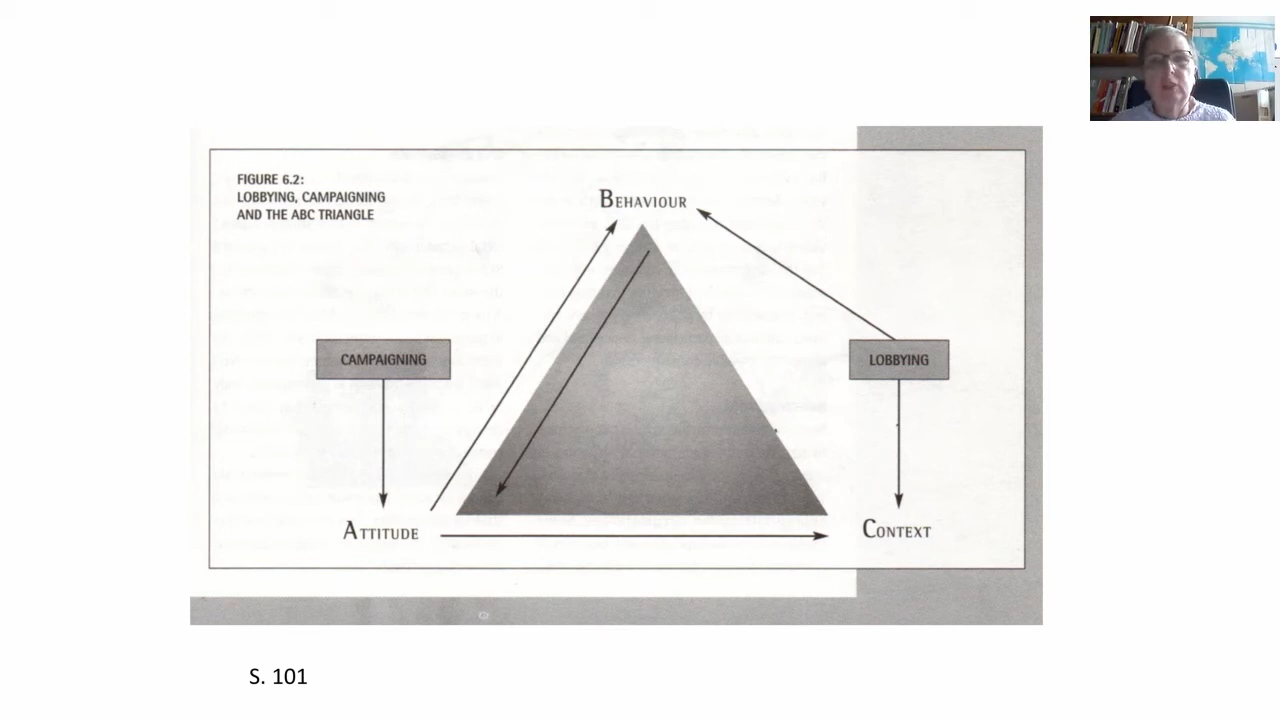 FIGURE 6.2:
LOBBYING, CAMPAIGNING
AND THE ABC TRIANGLE
BEHAVIOUR
CAMPAIGNING
LOBBYING
ATTITUDE
CONTEXT
S. 101